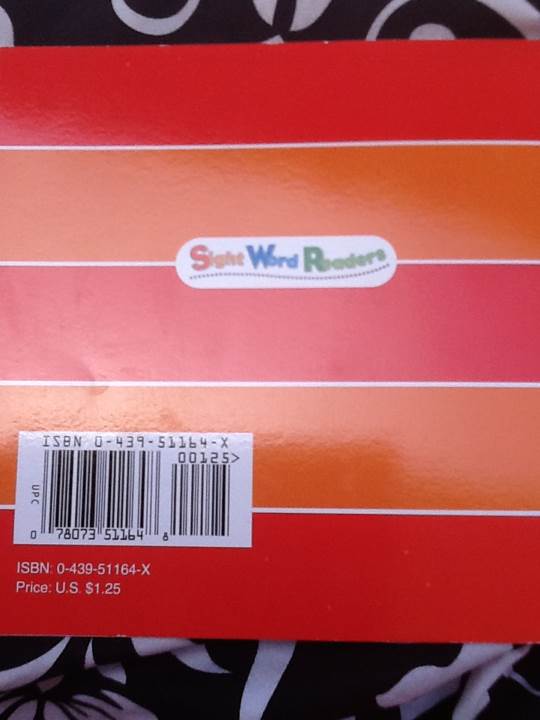 Sight Word Readers
ISBN 0-439-51164-X
00125>
UPC
0 78073 51164 8
ISBN: 0-439-51164-X
Price: U.S. $1.25